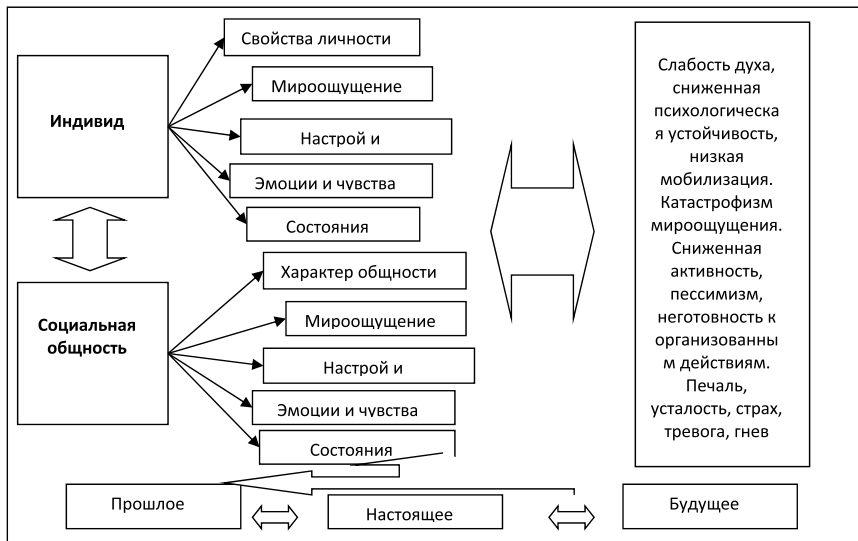 Свойства личности
Мироощущение
Индивид
Настрой и
Эмоции и чувства
Состояния
Характер общности
Мироощущение
Социальная
общность
Настрой и
Эмоции и чувства
Состояния
Слабость духа,
сниженная
психологическа
я устойчивость,
низкая
мобилизация.
Катастрофизм
мироощущения.
Сниженная
активность,
пессимизм,
неготовность к
организованны
м действиям.
Печаль,
усталость, страх,
тревога, гнев
Прошлое
Настоящее
Будущее